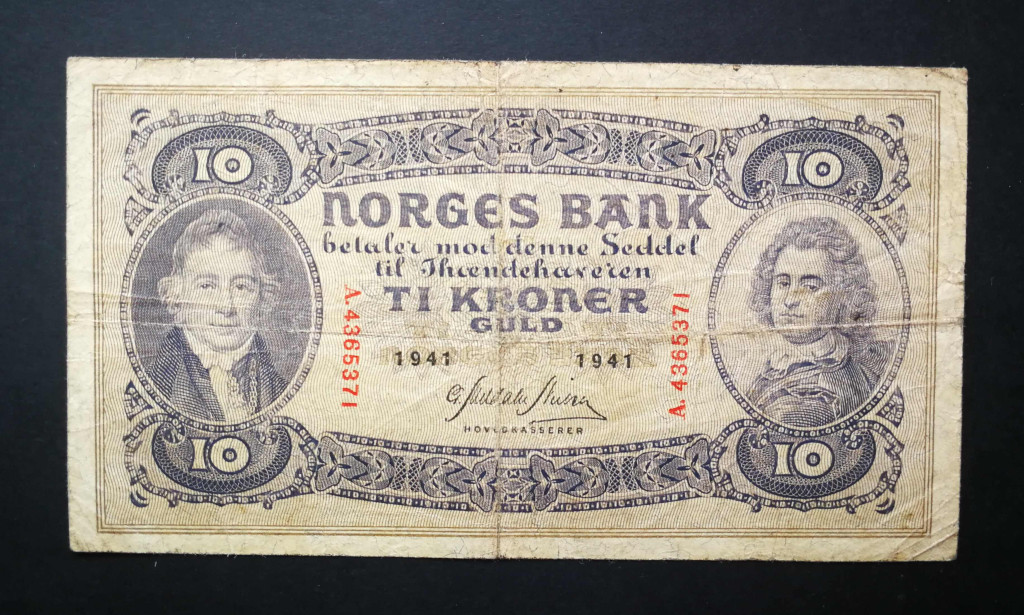 10 10
NORGES BANK
betaler mod denne Seddel
til Ihændehaveren
TI KRONER
GULD
A.4365371
A.4365371
1941 1941
HOVEDKASSERER
10 10